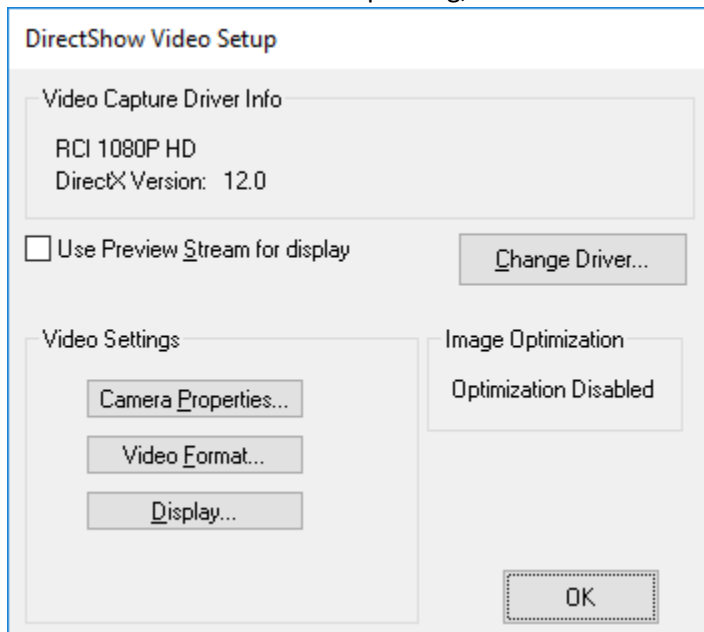 DirectShow Video Setup
Video Capture Driver Info
RCI 1080P HD
DirectX Version: 12.0
Use Preview Stream for display
Change Driver...
Video Settings
Image Optimization
Camera Properties...
Optimization Disabled
Video Format...
Display...
OK